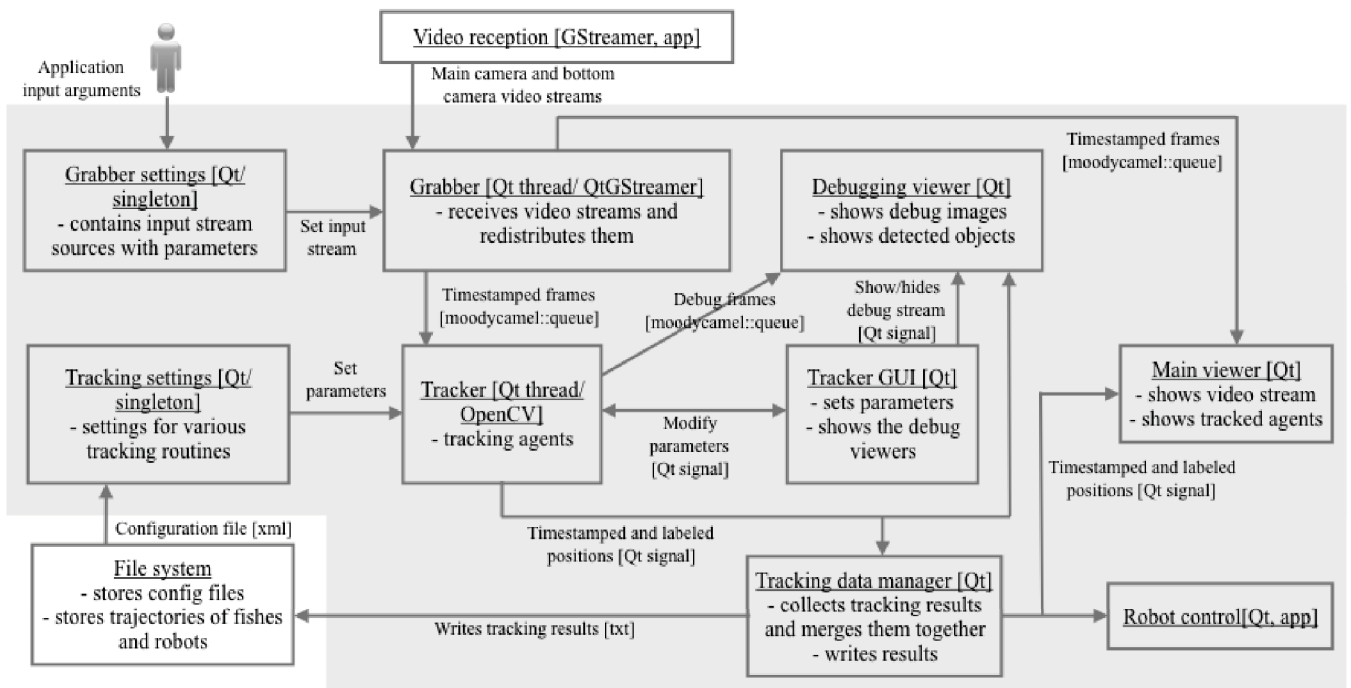 Video reception [GStreamer, app]
Application
input arguments
Main camera and bottom
camera video streams
Timestamped frames
[moodycamel::queue]
Grabber settings [Qt/
singleton]
- contains input stream
sources with parameters
Set input
stream
Grabber [Qt thread/ QtGStreamer]
- receives video streams and
redistributes them
Debugging viewer [Qt]
- shows debug images
- shows detected objects
Timestamped frames
[moodycamel::queue]
Debug frames
[moodycamel::queue]
Show/hides
debug stream
[Qt signal]
Tracking settings [Qt/
singleton]
- settings for various
tracking routines
Set
parameters
Tracker [Qt thread/
OpenCV]
- tracking agents
Modify
parameters
[Qt signal]
Tracker GUI [Qt]
- sets parameters
- shows the debug
viewers
Main viewer [Qt]
- shows video stream
- shows tracked agents
Timestamped and labeled
positions [Qt signal]
Configuration file [xml]
Timestamped and labeled
positions [Qt signal]
File system
- stores config files
- stores trajectories of fishes
and robots
Writes tracking results [txt]
Tracking data manager [Qt]
- collects tracking results
and merges them together
- writes results
Robot control[Qt, app]